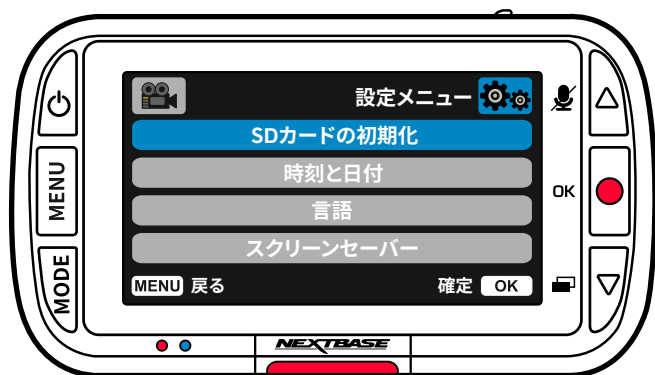 設定メニュー
SDカードの初期化
時刻と日付
言語
スクリーンセーバー
MENU 戻る
確定 OK
MENU
MODE
OK
NEXTBASE